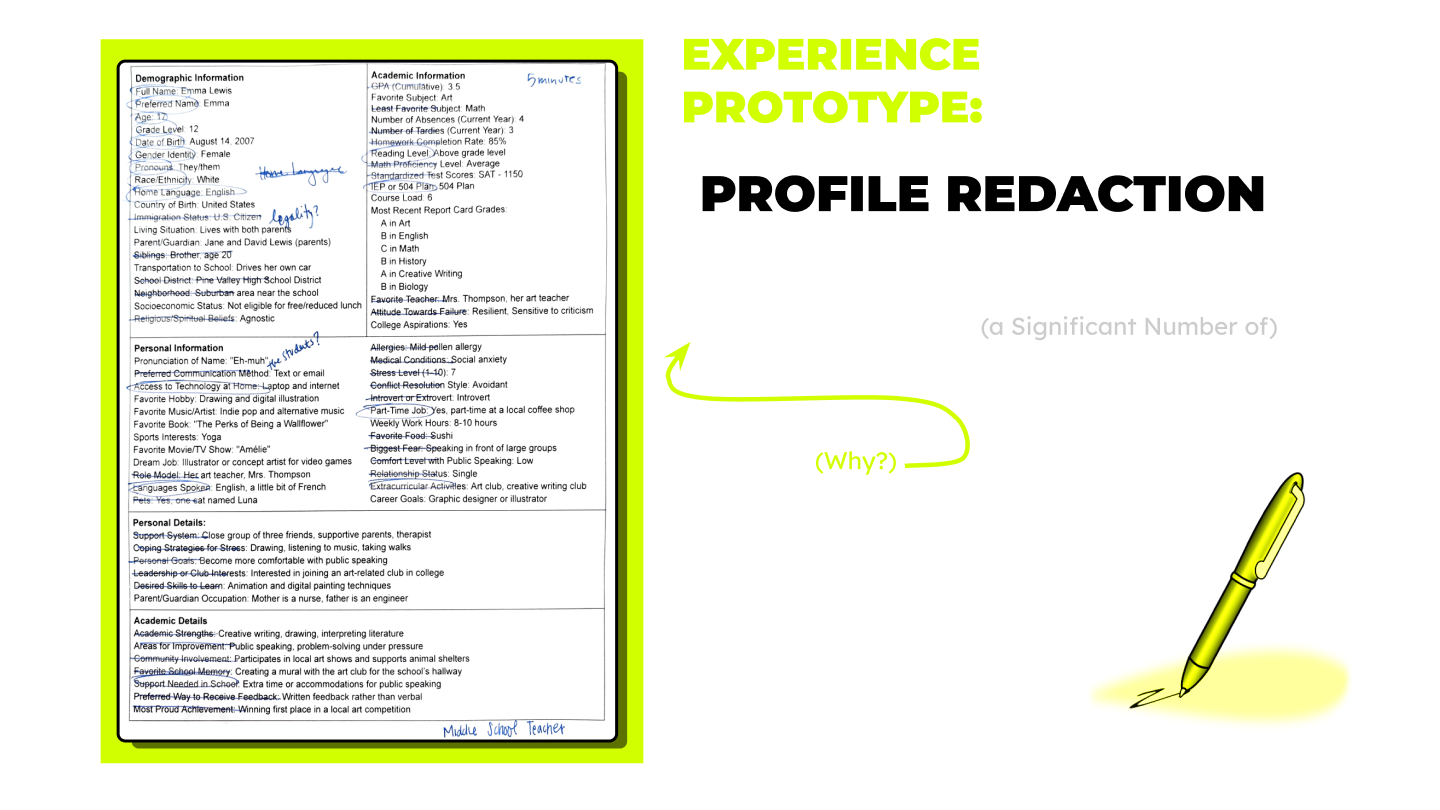 EXPERIENCE
PROTOTYPE:
PROFILE REDACTION
(a Significant Number of)
(Why?)
Demographic Information
Full Name: Emma Lewis
Preferred Name: Emma
Age: 17
Grade Level: 12
Date of Birth: August 14, 2007
Gender Identity: Female
Pronouns: They/them
Race/Ethnicity: White
Home Language
Home Language: English
Country of Birth: United States
Immigration Status: U.S. Citizen
legality?
Living Situation: Lives with both parents
Parent/Guardian: Jane and David Lewis (parents)
Siblings: Brother, age 20
Transportation to School: Drives her own car
School District: Pine Valley High School District
Neighborhood: Suburban area near the school
Socioeconomic Status: Not eligible for free/reduced lunch
Religious/Spiritual Beliefs: Agnostic
Academic Information
5 minutes
GPA (Cumulative): 3.5
Favorite Subject: Art
Least Favorite Subject: Math
Number of Absences (Current Year): 4
Number of Tardies (Current Year): 3
Homework Completion Rate: 85%
Reading Level: Above grade level
Math Proficiency Level: Average
Standardized Test Scores: SAT - 1150
IEP or 504 Plan: 504 Plan
Course Load: 6
Most Recent Report Card Grades:
A in Art
B in English
C in Math
B in History
A in Creative Writing
B in Biology
Favorite Teacher: Mrs. Thompson, her art teacher
Attitude Towards Failure: Resilient, Sensitive to criticism
College Aspirations: Yes
Personal Information
Pronunciation of Name: "Eh-muh"
the students?
Preferred Communication Method: Text or email
Access to Technology at Home: Laptop and internet
Favorite Hobby: Drawing and digital illustration
Favorite Music/Artist: Indie pop and alternative music
Favorite Book: "The Perks of Being a Wallflower"
Sports Interests: Yoga
Favorite Movie/TV Show: "Amélie"
Dream Job: Illustrator or concept artist for video games
Role Model: Her art teacher, Mrs. Thompson
Languages Spoken: English, a little bit of French
Pets: Yes, one cat named Luna
Allergies: Mild pollen allergy
Medical Conditions: Social anxiety
Stress Level (1-10): 7
Conflict Resolution Style: Avoidant
Introvert or Extrovert: Introvert
Part-Time Job: Yes, part-time at a local coffee shop
Weekly Work Hours: 8-10 hours
Favorite Food: Sushi
Biggest Fear: Speaking in front of large groups
Comfort Level with Public Speaking: Low
Relationship Status: Single
Extracurricular Activities: Art club, creative writing club
Career Goals: Graphic designer or illustrator
Personal Details:
Support System: Close group of three friends, supportive parents, therapist
Coping Strategies for Stress: Drawing, listening to music, taking walks
Personal Goals: Become more comfortable with public speaking
Leadership or Club Interests: Interested in joining an art-related club in college
Desired Skills to Learn: Animation and digital painting techniques
Parent/Guardian Occupation: Mother is a nurse, father is an engineer
Academic Details
Academic Strengths: Creative writing, drawing, interpreting literature
Areas for Improvement: Public speaking, problem-solving under pressure
Community Involvement: Participates in local art shows and supports animal shelters
Favorite School Memory: Creating a mural with the art club for the school's hallway
Support Needed in School: Extra time or accommodations for public speaking
Preferred Way to Receive Feedback: Written feedback rather than verbal
Most Proud Achievement: Winning first place in a local art competition
Middle School Teacher